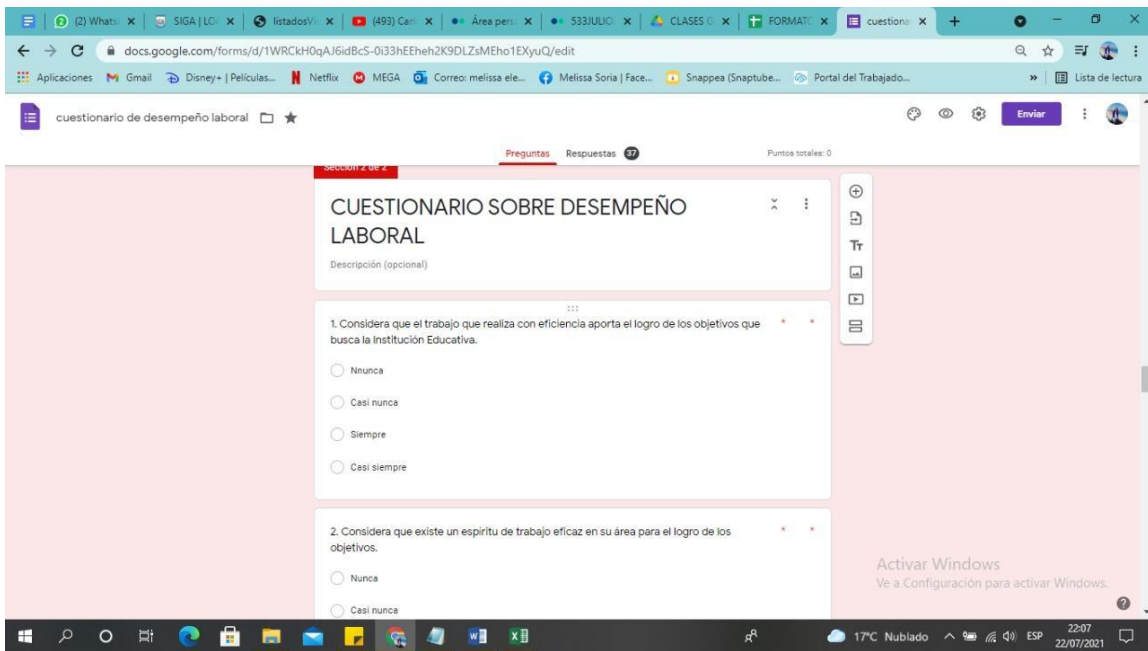 (2) Whats
SIGA | LO
listadosV
(493) Car
Área pers
533JULIO
CLASES G
FORMATO
cuestiona
docs.google.com/forms/d/1WRCkH0qAJ6idBcS-0i33hEEheh2K9DLZsMEho1EXyuQ/edit
Aplicaciones Gmail Disney+ | Películas... Netflix MEGA Correo: melissa ele... Melissa Soria | Face... Snappea (Snaptube... Portal del Trabajado... » Lista de lectura
cuestionario de desempeño laboral
Enviar
Preguntas Respuestas 37 Puntos totales: 0
Sección 2 de 2
CUESTIONARIO SOBRE DESEMPEÑO
LABORAL
Descripción (opcional)
1. Considera que el trabajo que realiza con eficiencia aporta el logro de los objetivos que * *
busca la Institución Educativa.
Nnunca
Casi nunca
Siempre
Casi siempre
2. Considera que existe un espíritu de trabajo eficaz en su área para el logro de los * *
objetivos.
Nunca
Casi nunca
Activar Windows
Ve a Configuración para activar Windows.
17°C Nublado ESP 22:07
22/07/2021